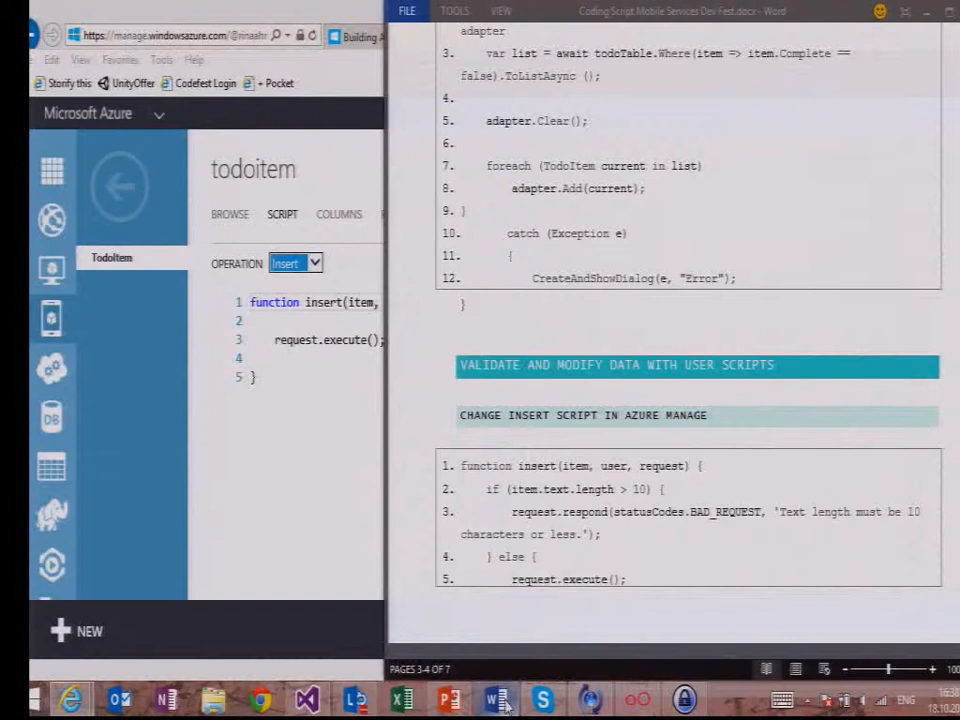 https://manage.windowsazure.com/@rinaahr
Building A
Edit View Favorites Tools Help
Storify this UnityOffer Codefest Login + Pocket
Microsoft Azure
TodoItem
todoitem
BROWSE SCRIPT COLUMNS
OPERATION Insert
1 function insert(item,
2
3 request.execute();
4
5 }
NEW
FILE TOOLS VIEW Coding Script Mobile Services Dev Fest.docx - Word
adapter
3. var list = await todoTable.Where(item => item.Complete ==
false).ToListAsync ();
4.
5. adapter.Clear();
6.
7. foreach (TodoItem current in list)
8. adapter.Add(current);
9. }
10. catch (Exception e)
11. {
12. CreateAndShowDialog(e, "Error");
}
VALIDATE AND MODIFY DATA WITH USER SCRIPTS
CHANGE INSERT SCRIPT IN AZURE MANAGE
1. function insert(item, user, request) {
2. if (item.text.length > 10) {
3. request.respond(statusCodes.BAD_REQUEST, 'Text length must be 10
characters or less.');
4. } else {
5. request.execute();
PAGES 3-4 OF 7
100
ENG
16:38
18.10.20